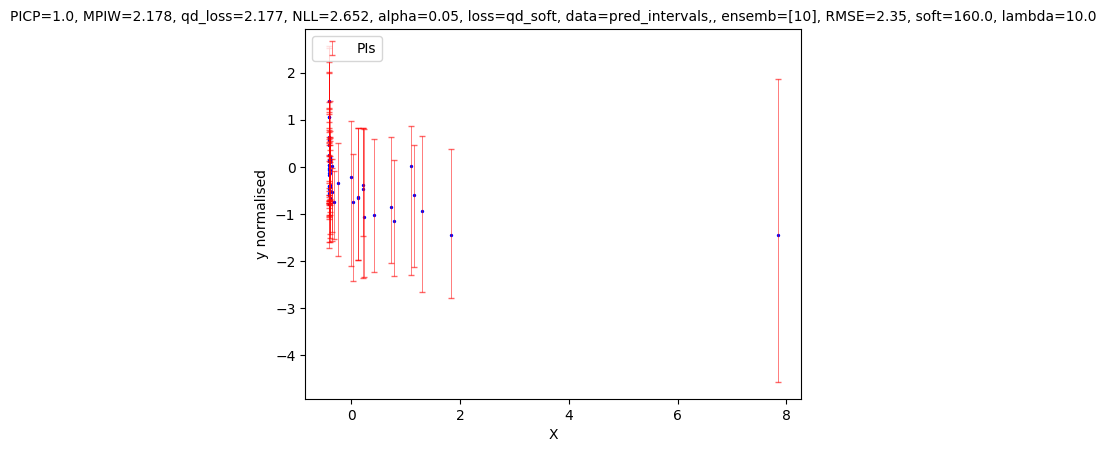 PICP=1.0, MPIW=2.178, qd_loss=2.177, NLL=2.652, alpha=0.05, loss=qd_soft, data=pred_intervals,, ensemb=[10], RMSE=2.35, soft=160.0, lambda=10.0
PIs
2
1
0
−1
−2
−3
−4
y normalised
0 2 4 6 8
X